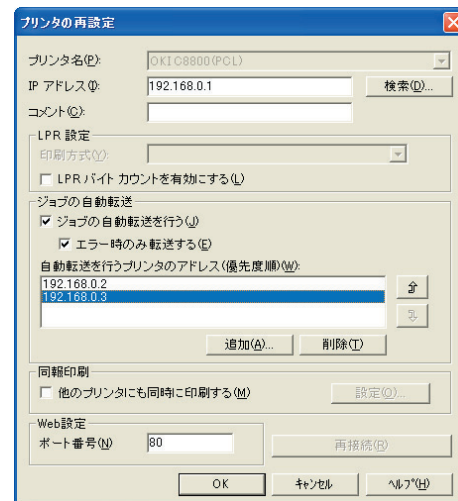 プリンタの再設定
プリンタ名(P): OKI C8800(PCL)
IP アドレス(I): 192.168.0.1 検索(D)...
コメント(C):
LPR 設定
印刷方式(Y):
LPR バイト カウントを有効にする(L)
ジョブの自動転送
ジョブの自動転送を行う(J)
エラー時のみ転送する(E)
自動転送を行うプリンタのアドレス(優先度順)(W):
192.168.0.2
192.168.0.3
追加(A)... 削除(T)
同報印刷
他のプリンタにも同時に印刷する(M) 設定(O)...
Web設定
ポート番号(N) 80 再接続(R)
OK キャンセル ヘルプ(H)